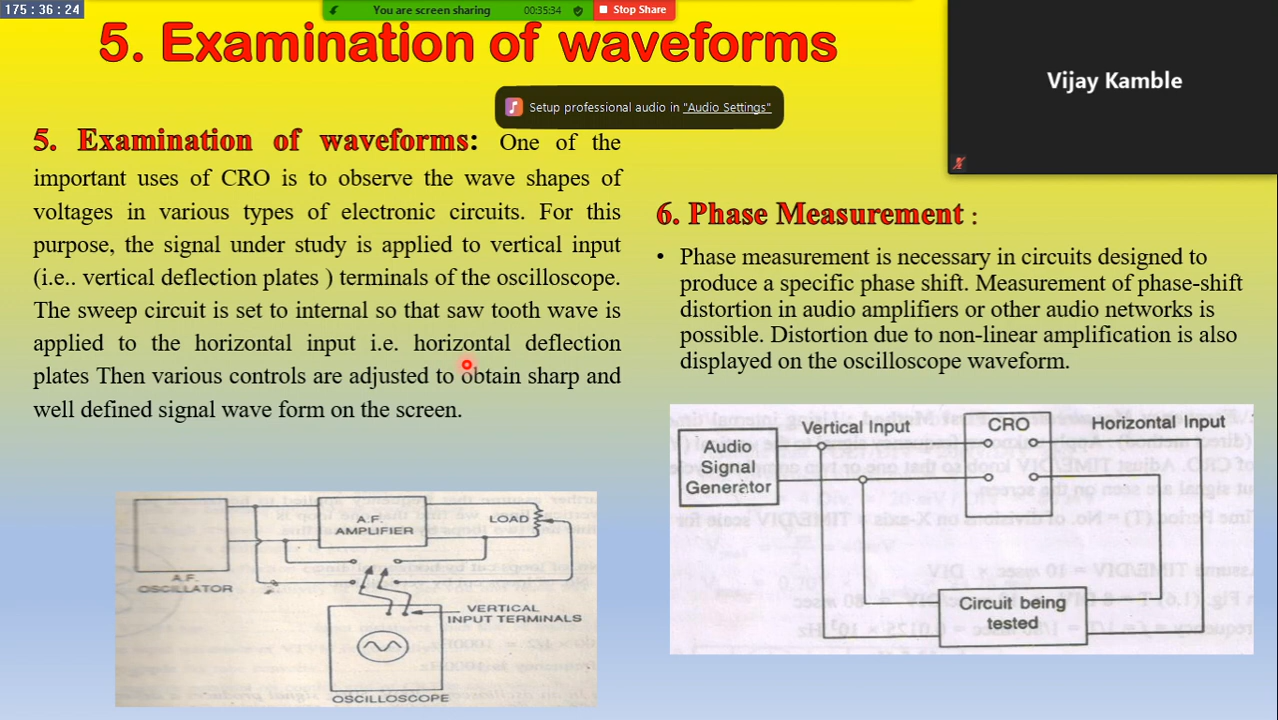 175:36:24
You are screen sharing
00:35:34
Stop Share
5. Examination of waveforms
Vijay Kamble
Setup professional audio in "Audio Settings"
5. Examination of waveforms: One of the
important uses of CRO is to observe the wave shapes of
voltages in various types of electronic circuits. For this
purpose, the signal under study is applied to vertical input
(i.e.. vertical deflection plates ) terminals of the oscilloscope.
The sweep circuit is set to internal so that saw tooth wave is
applied to the horizontal input i.e. horizontal deflection
plates Then various controls are adjusted to obtain sharp and
well defined signal wave form on the screen.
A.F.
AMPLIFIER
LOAD
A.F.
OSCILLATOR
VERTICAL
INPUT TERMINALS
OSCILLOSCOPE
6. Phase Measurement :
• Phase measurement is necessary in circuits designed to
produce a specific phase shift. Measurement of phase-shift
distortion in audio amplifiers or other audio networks is
possible. Distortion due to non-linear amplification is also
displayed on the oscilloscope waveform.
Audio
Signal
Generator
Vertical Input
CRO
Horizontal Input
Circuit being
tested